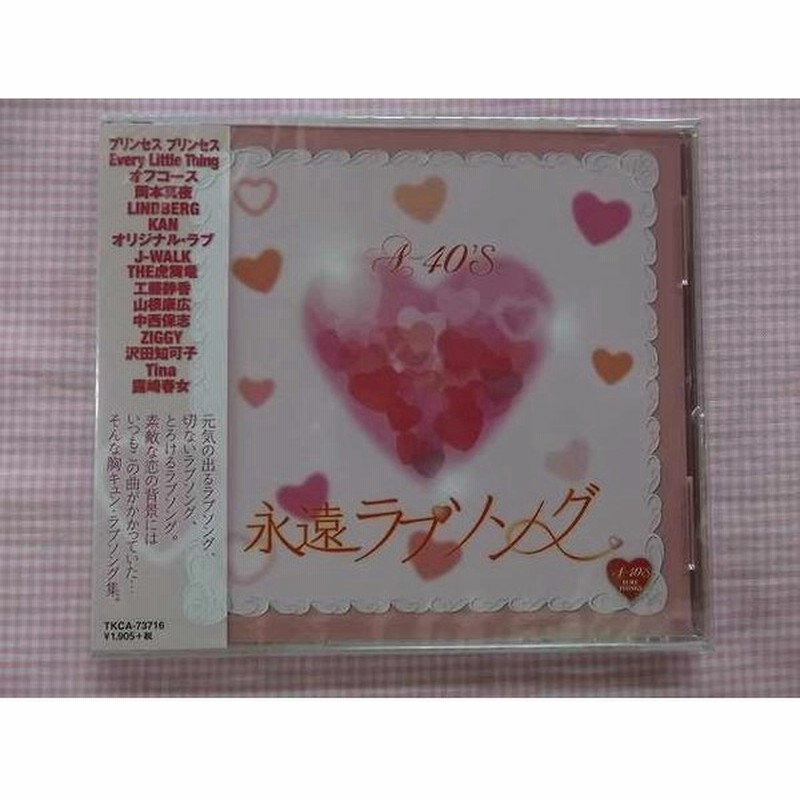 プリンセス プリンセス
Every Little Thing
オフコース
岡本真夜
LINDBERG
KAN
オリジナル・ラブ
J-WALK
THE虎舞竜
工藤静香
山根康広
中西保志
ZIGGY
沢田知可子
Tina
露崎春女
元気の出るラブソング、
切ないラブソング、
とろけるラブソング。
素敵な恋の背景には
いつもこの曲がかかっていた…
そんな胸キュン・ラブソング集。
TKCA-73716
¥1,905+税
A-40'S
永遠ラブソング
A-40'S